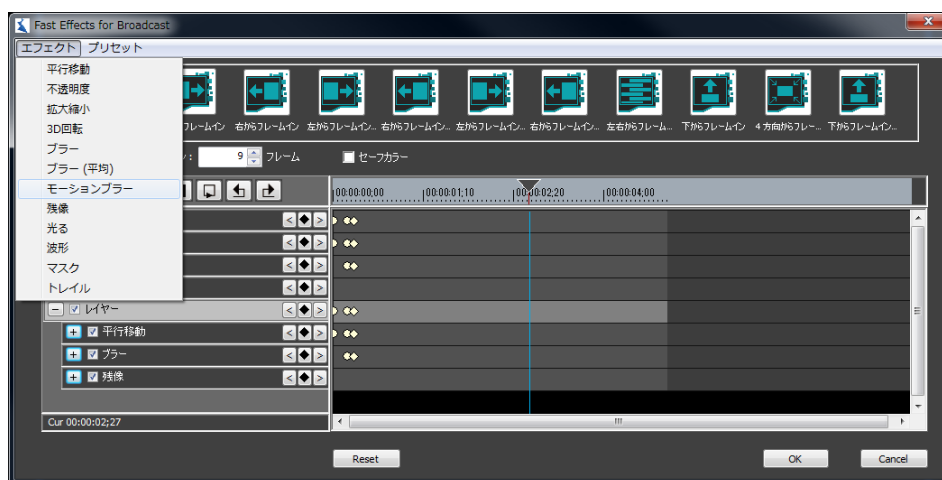 Fast Effects for Broadcast
エフェクト プリセット
平行移動
不透明度
拡大縮小
3D回転
ブラー
ブラー (平均)
モーションブラー
残像
光る
波形
マスク
トレイル
フレームイン 右からフレームイン 左からフレームイン... 右からフレームイン... 左からフレームイン... 右からフレームイン... 左右からフレーム... 下からフレームイン 4方向からフレー... 下からフレームイン...
: 9 フレーム セーフカラー
00:00:00;00 00:00:01;10 00:00:02;20 00:00:04;00
レイヤー
平行移動
ブラー
残像
Cur 00:00:02;27
Reset OK Cancel